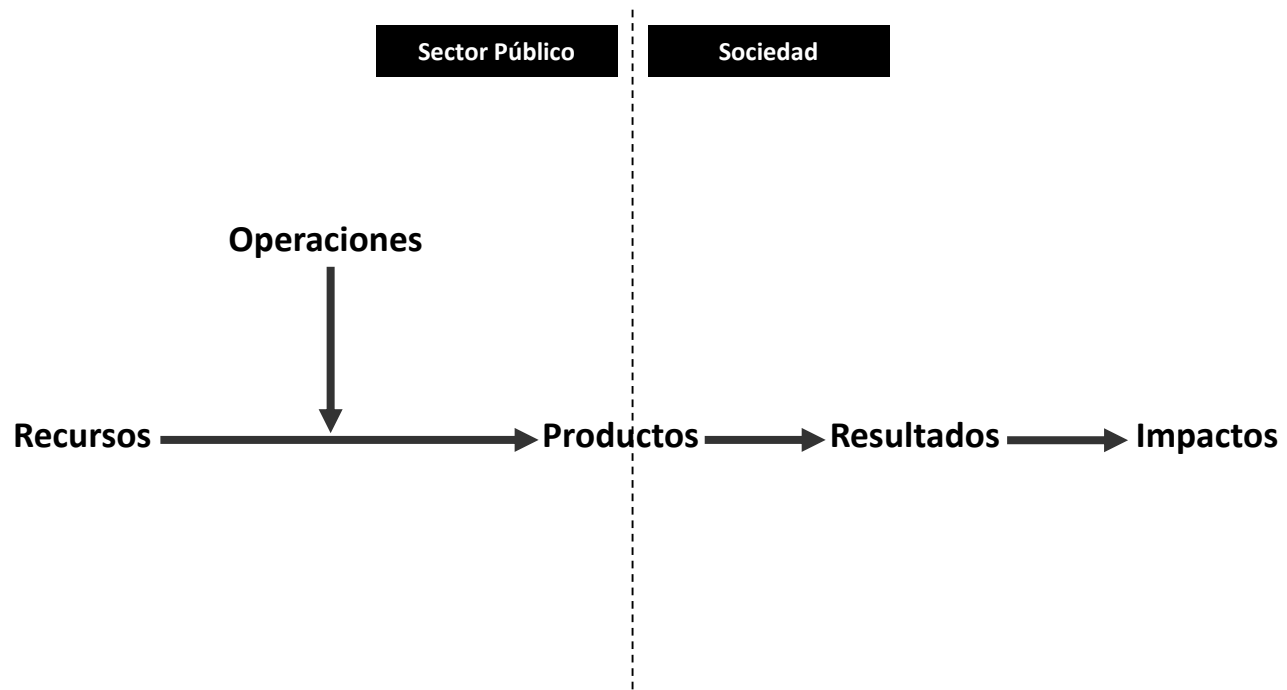 Sector Público
Sociedad
Operaciones
Recursos
Productos
Resultados
Impactos